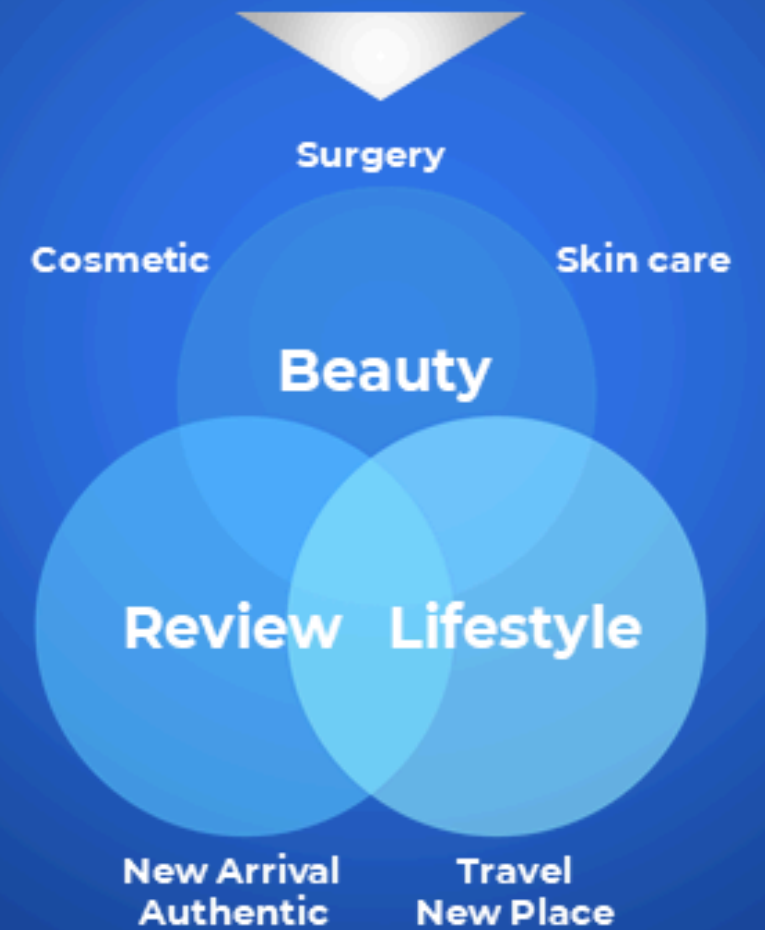 Surgery
Cosmetic
Skin care
Beauty
Review
Lifestyle
New Arrival
Authentic
Travel
New Place